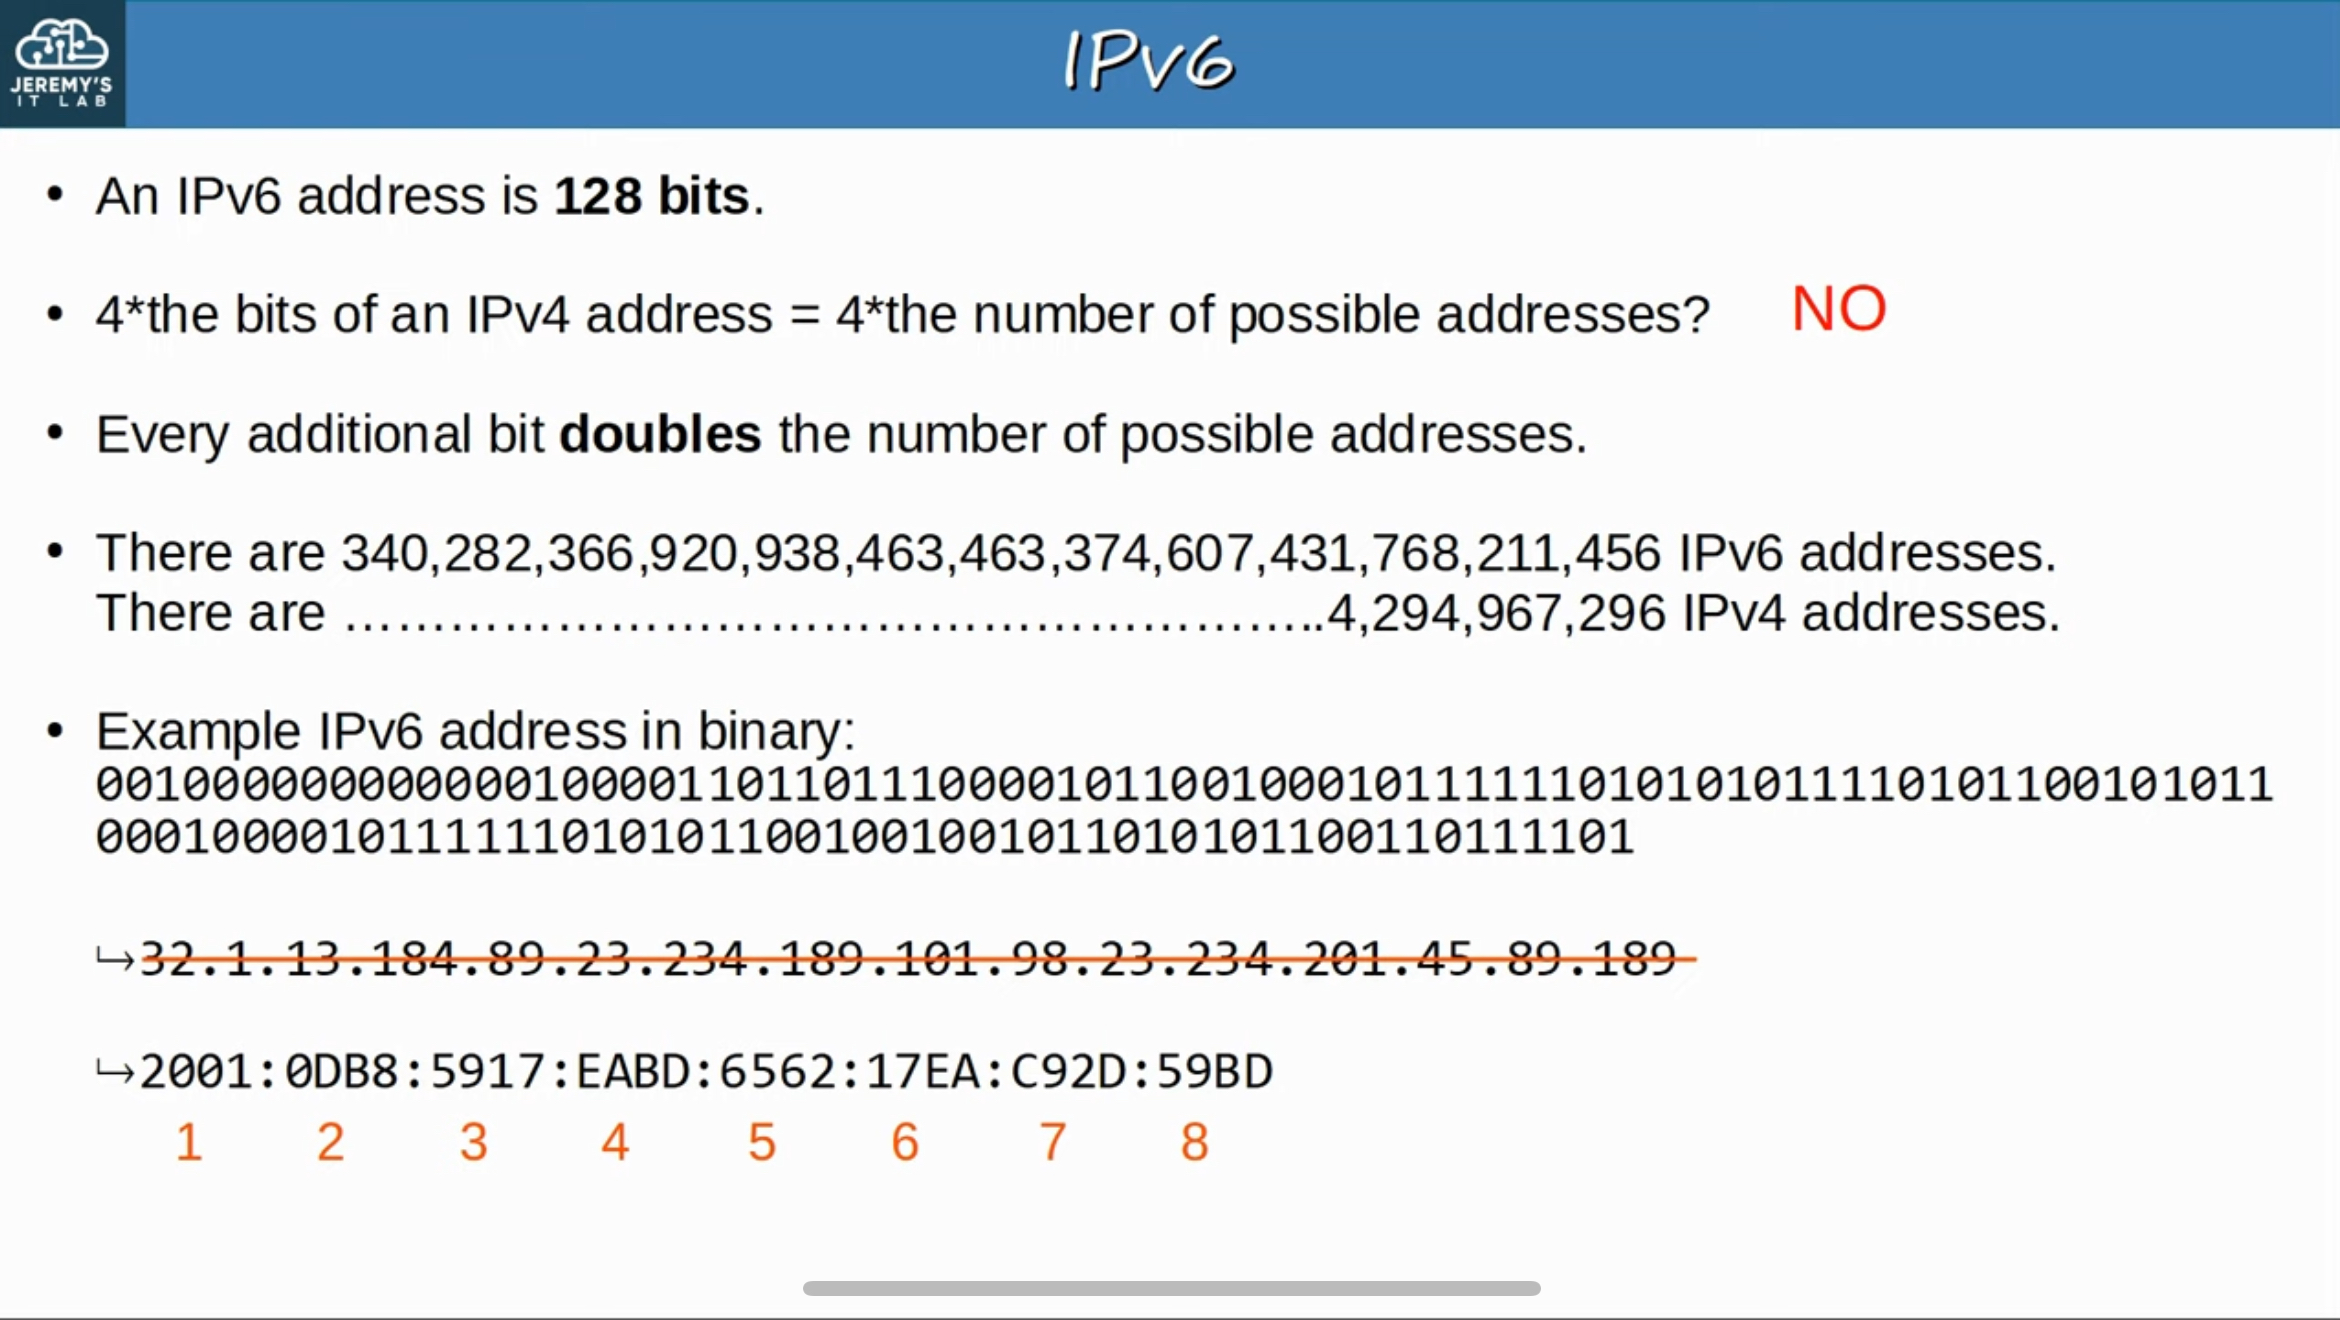 JEREMY'S
IT LAB
IPv6
• An IPv6 address is 128 bits.
• 4*the bits of an IPv4 address = 4*the number of possible addresses? NO
• Every additional bit doubles the number of possible addresses.
• There are 340,282,366,920,938,463,463,374,607,431,768,211,456 IPv6 addresses.
There are …………………………………………………..4,294,967,296 IPv4 addresses.
• Example IPv6 address in binary:
001000000000000100001101101110000101100100010111111010101011110101100101011
00010000101111110101011001001001011010101100110111101
↪32.1.13.184.89.23.234.189.101.98.23.234.201.45.89.189
↪2001:0DB8:5917:EABD:6562:17EA:C92D:59BD
1 2 3 4 5 6 7 8